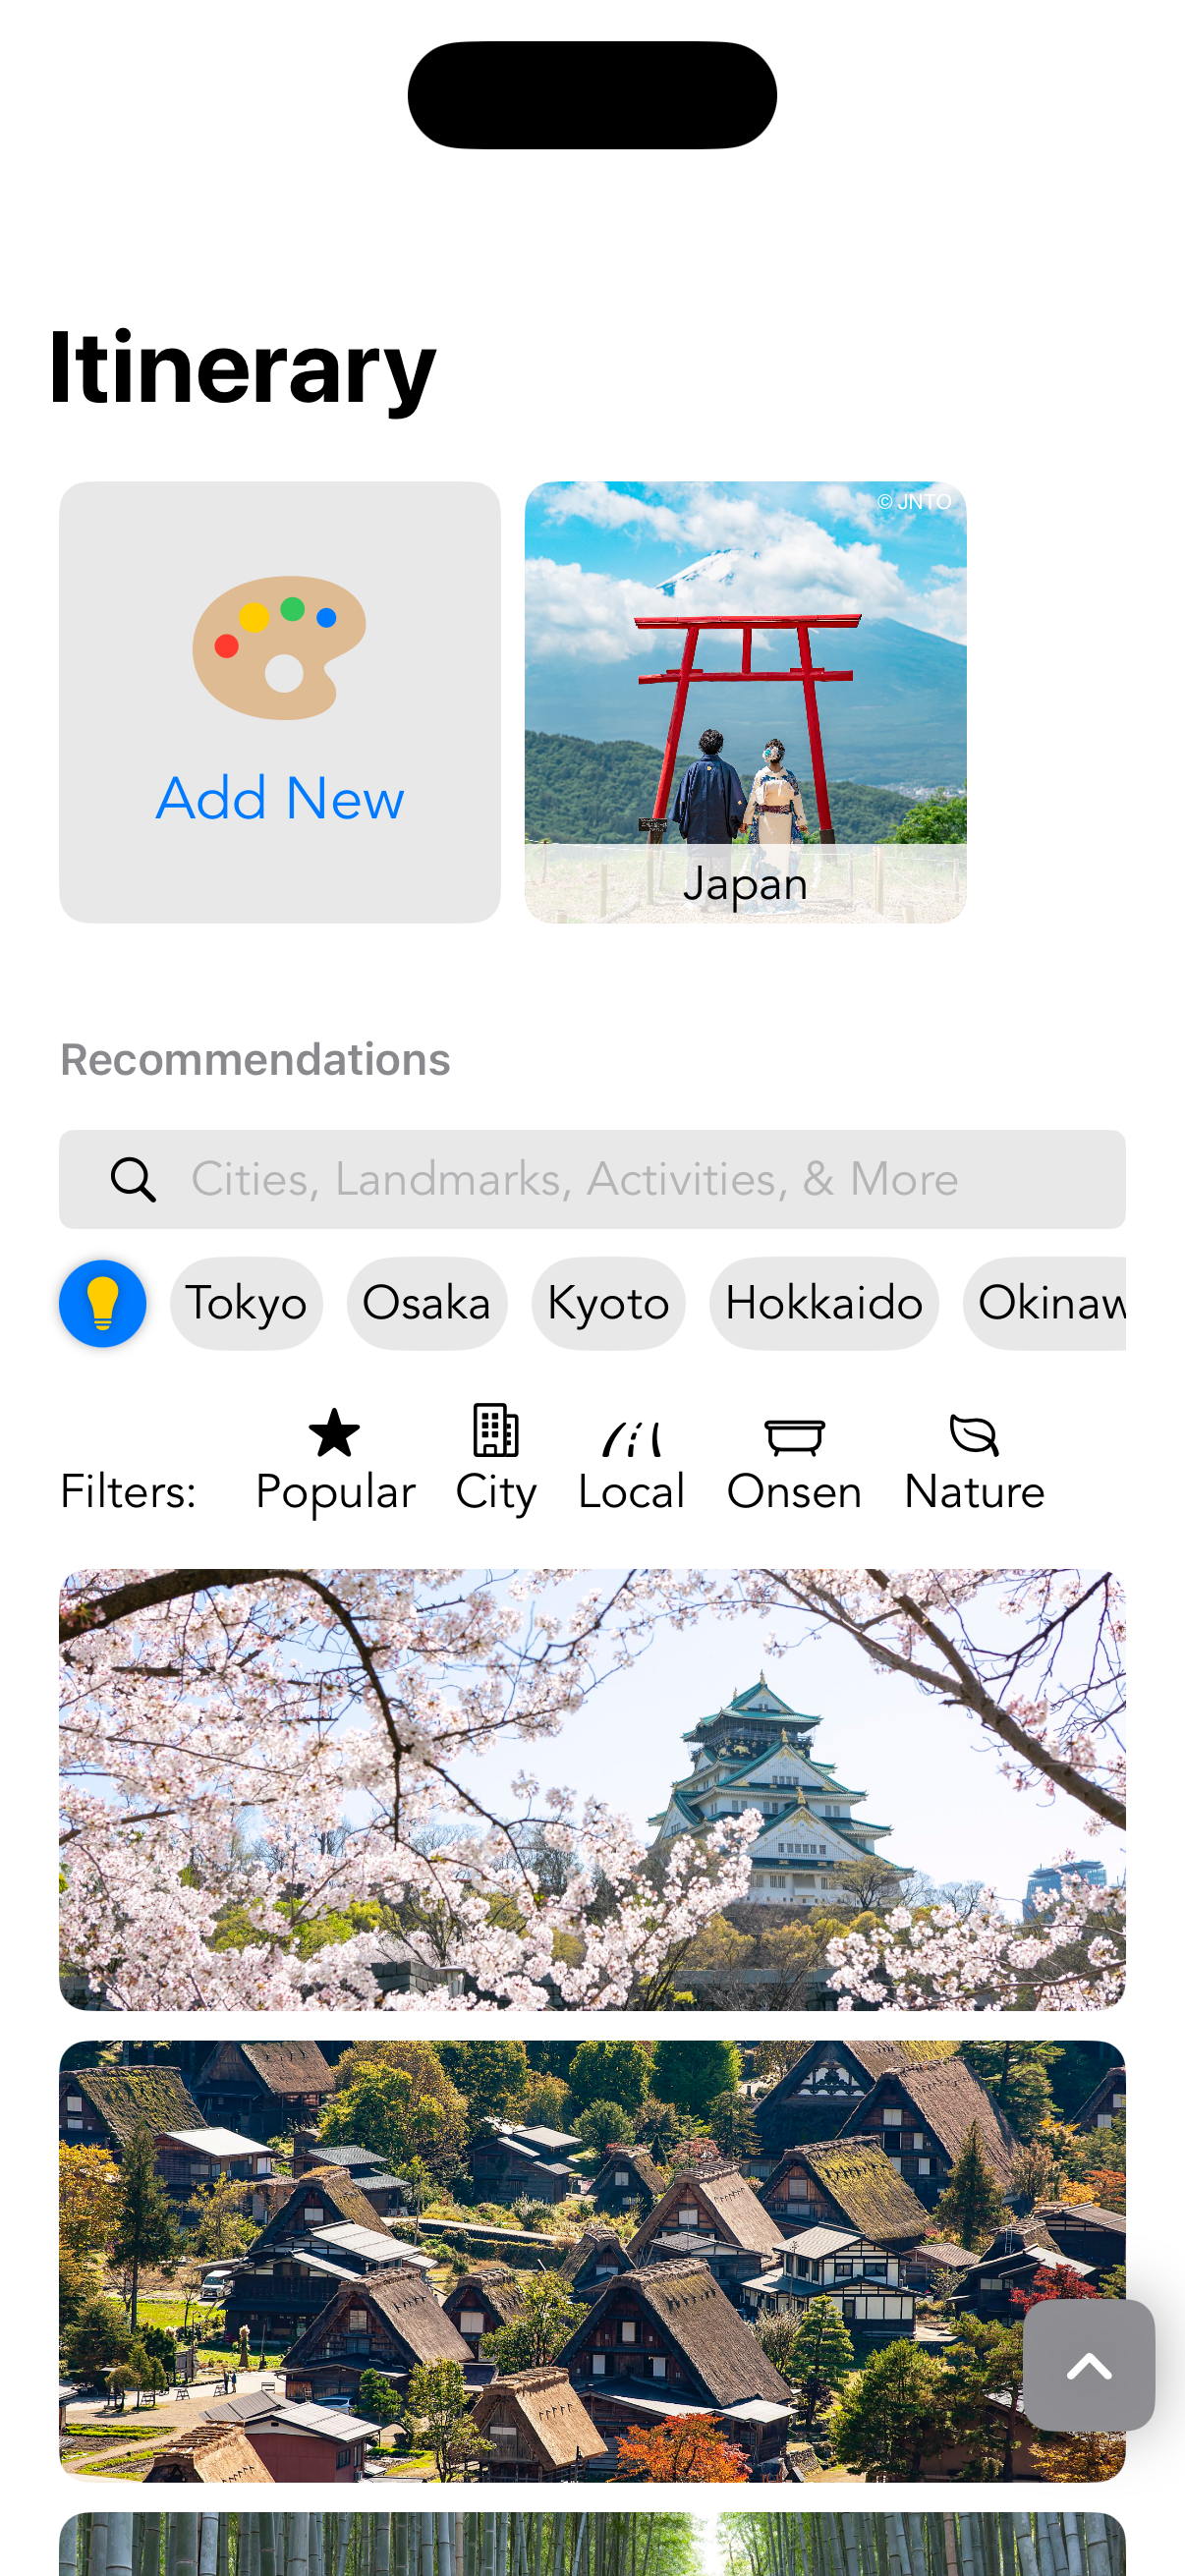 Itinerary
© JNTO
Add New
Japan
Recommendations
Cities, Landmarks, Activities, & More
Tokyo Osaka Kyoto Hokkaido Okinaw
Filters: Popular City Local Onsen Nature